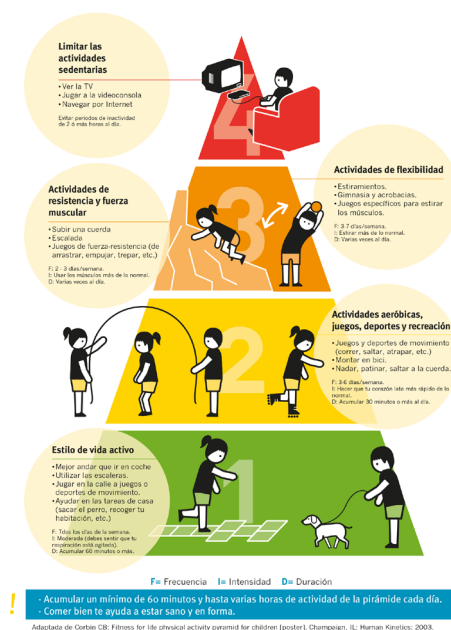 Limitar las
actividades
sedentarias
• Ver la TV
• Jugar a la videoconsola
• Navegar por Internet
Evitar periodos de inactividad
de 2 ó más horas al día.
4
Actividades de flexibilidad
• Estiramientos.
• Gimnasia y acrobacias.
• Juegos específicos para estirar
los músculos.
F: 3-7 días/semana.
I: Estirar más de lo normal.
D: Varias veces al día.
Actividades de
resistencia y fuerza
muscular
• Subir una cuerda
• Escalada
• Juegos de fuerza-resistencia (de
arrastrar, empujar, trepar, etc.)
F: 2 - 3 días/semana.
I: Usar los músculos más de lo normal.
D: Varias veces al día.
3
Actividades aeróbicas,
juegos, deportes y recreación
• Juegos y deportes de movimiento
(correr, saltar, atrapar, etc.)
• Montar en bici.
• Nadar, patinar, saltar a la cuerda.
F: 3-6 días/semana.
I: Hacer que tu corazón late más rápido de lo
normal.
D: Acumular 30 minutos o más al día.
2
Estilo de vida activo
• Mejor andar que ir en coche
• Utilizar las escaleras.
• Jugar en la calle a juegos o
deportes de movimiento.
• Ayudar en las tareas de casa
(sacar el perro, recoger tu
habitación, etc.)
F: Tdos los días de la semana.
I: Moderada (debes sentir que tu
respiración está agitada).
D: Acumular 60 minutos o más.
1
F= Frecuencia I= Intensidad D= Duración
!
- Acumular un mínimo de 60 minutos y hasta varias horas de actividad de la pirámide cada día.
- Comer bien te ayuda a estar sano y en forma.
Adaptada de Corbin CB: Fitness for life physical activity pyramid for children [poster]. Champaign, IL: Human Kinetics; 2003.